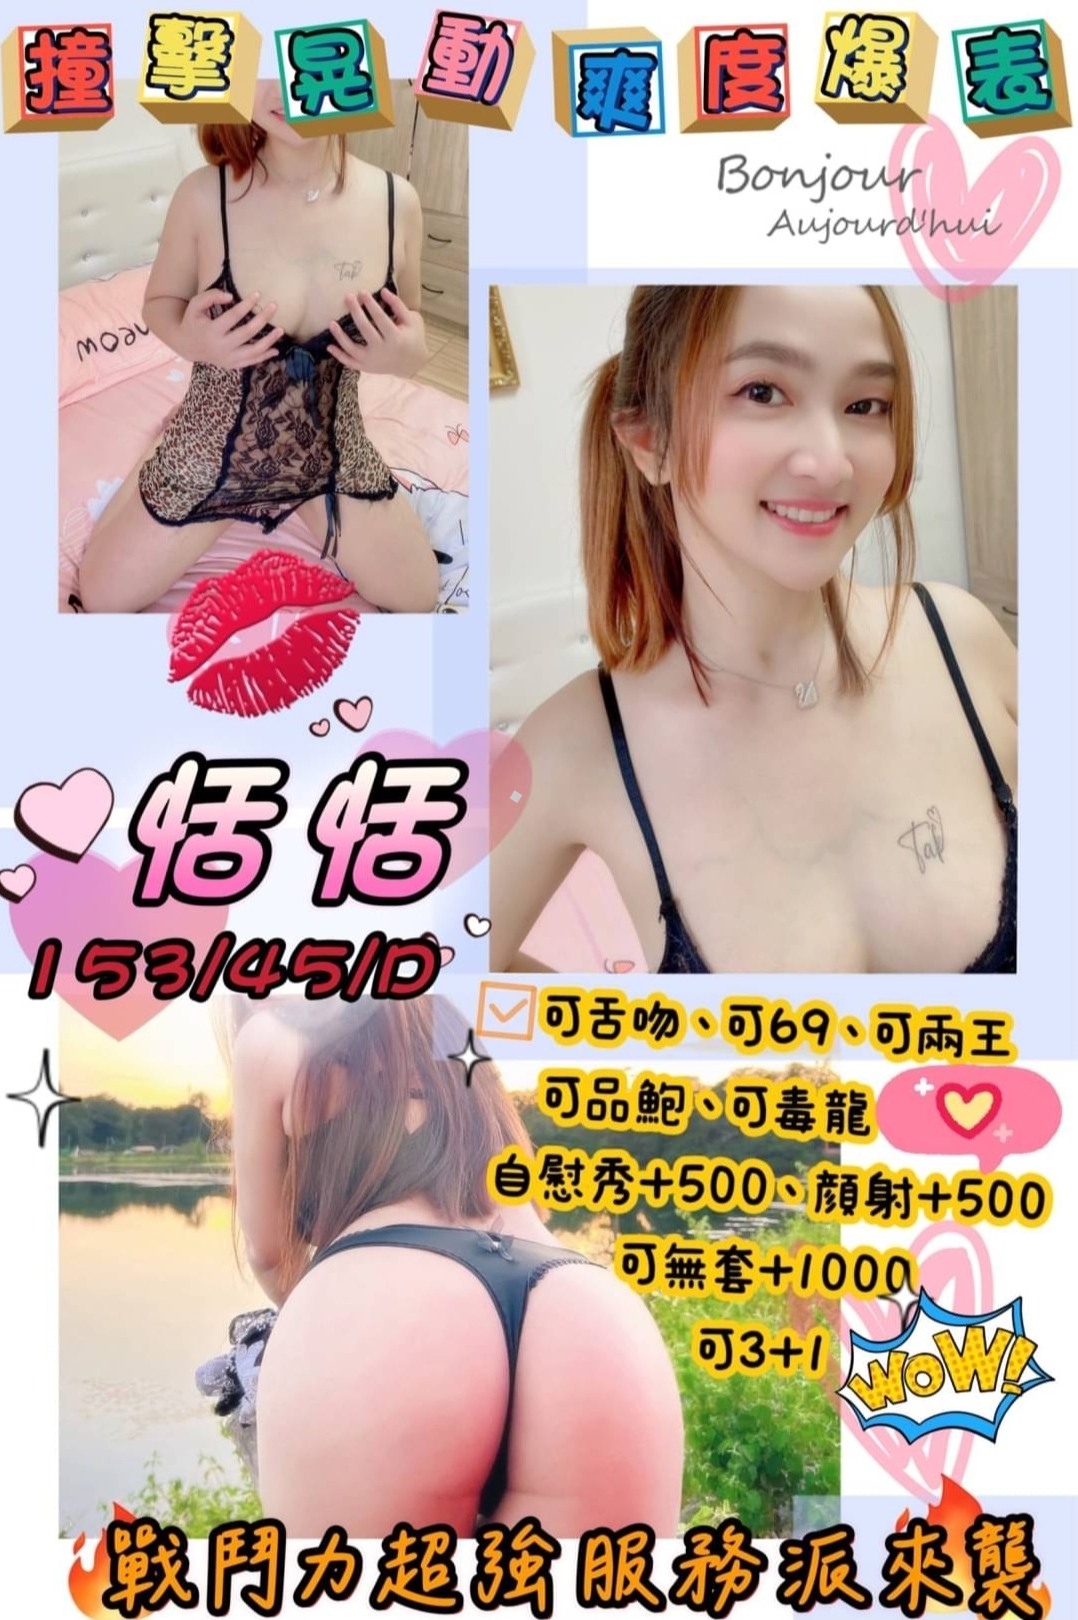 撞擊晃動爽度爆表
Bonjour
Aujourd'hui
Tak
Tak
恬恬
153/45/D
可舌吻、可69、可兩王
可品鮑、可毒龍
自慰秀+500、顏射+500
可無套+1000
可3+1
WOW!
戰鬥力超強服務派來襲